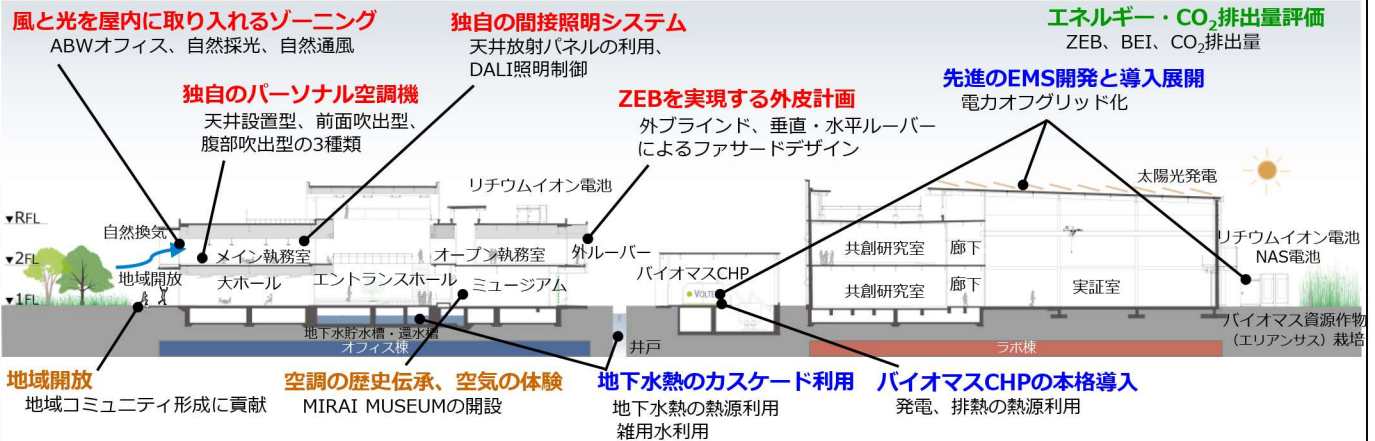 風と光を屋内に取り入れるゾーニング
ABWオフィス、自然採光、自然通風
独自の間接照明システム
天井放射パネルの利用、
DALI照明制御
エネルギー・CO₂排出量評価
ZEB、BEI、CO₂排出量
独自のパーソナル空調機
天井設置型、前面吹出型、
腹部吹出型の3種類
ZEBを実現する外皮計画
外ブラインド、垂直・水平ルーバー
によるファサードデザイン
先進のEMS開発と導入展開
電力オフグリッド化
リチウムイオン電池
太陽光発電
▼RFL
自然換気
メイン執務室
オープン執務室
外ルーバー
共創研究室
廊下
リチウムイオン電池
NAS電池
▼2FL
地域開放
大ホール
エントランスホール
ミュージアム
バイオマスCHP
VOLTE
共創研究室
廊下
実証室
▼1FL
地下水貯水槽・還水槽
オフィス棟
井戸
ラボ棟
バイオマス資源作物
（エリアンサス）栽培
地域開放
地域コミュニティ形成に貢献
空調の歴史伝承、空気の体験
MIRAI MUSEUMの開設
地下水熱のカスケード利用
地下水熱の熱源利用
雑用水利用
バイオマスCHPの本格導入
発電、排熱の熱源利用